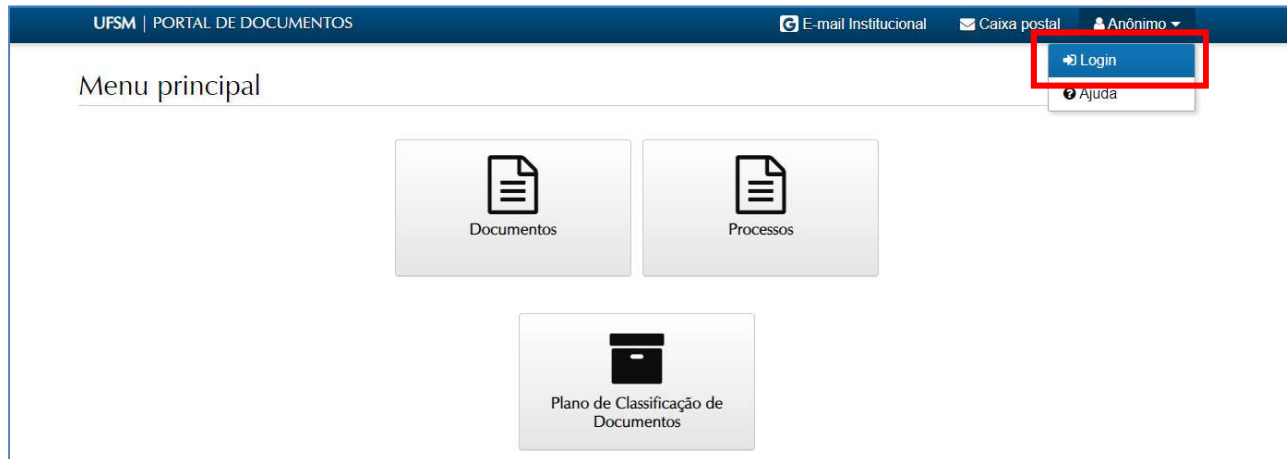 UFSM | PORTAL DE DOCUMENTOS
G E-mail Institucional
Caixa postal
Anônimo
Login
Ajuda
Menu principal
Documentos
Processos
Plano de Classificação de
Documentos